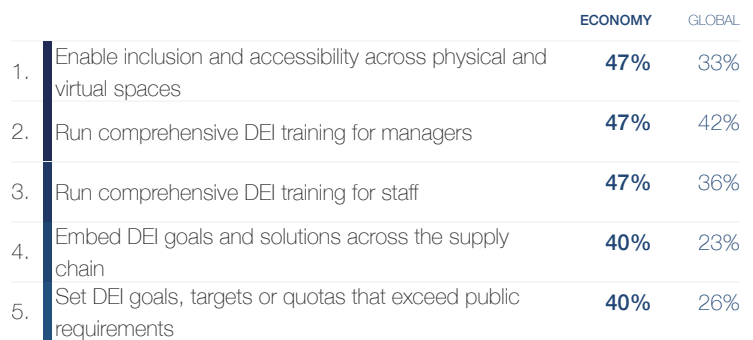 ECONOMY GLOBAL
1. Enable inclusion and accessibility across physical and
virtual spaces 47% 33%
2. Run comprehensive DEI training for managers 47% 42%
3. Run comprehensive DEI training for staff 47% 36%
4. Embed DEI goals and solutions across the supply
chain 40% 23%
5. Set DEI goals, targets or quotas that exceed public
requirements 40% 26%